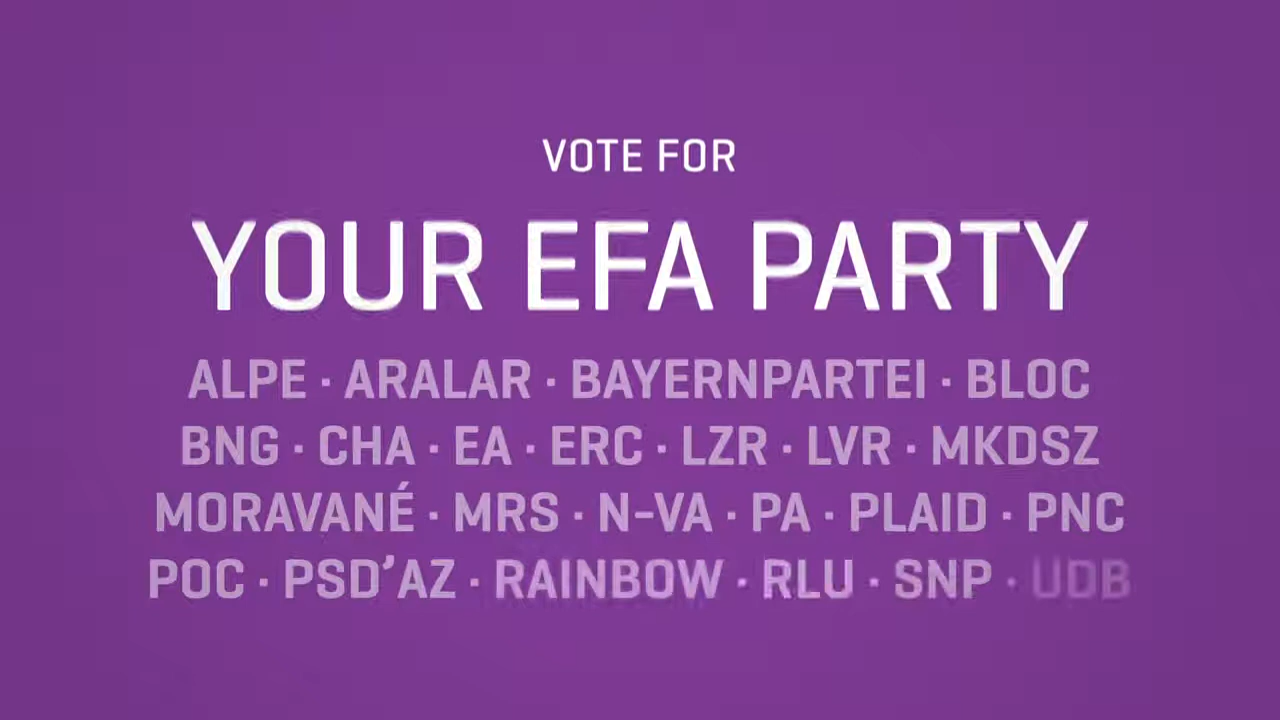 VOTE FOR
YOUR EFA PARTY
ALPE · ARALAR · BAYERNPARTEI · BLOC
BNG · CHA · EA · ERC · LZR · LVR · MKDSZ
MORAVANÉ · MRS · N-VA · PA · PLAID · PNC
POC · PSD'AZ · RAINBOW · RLU · SNP · UDB